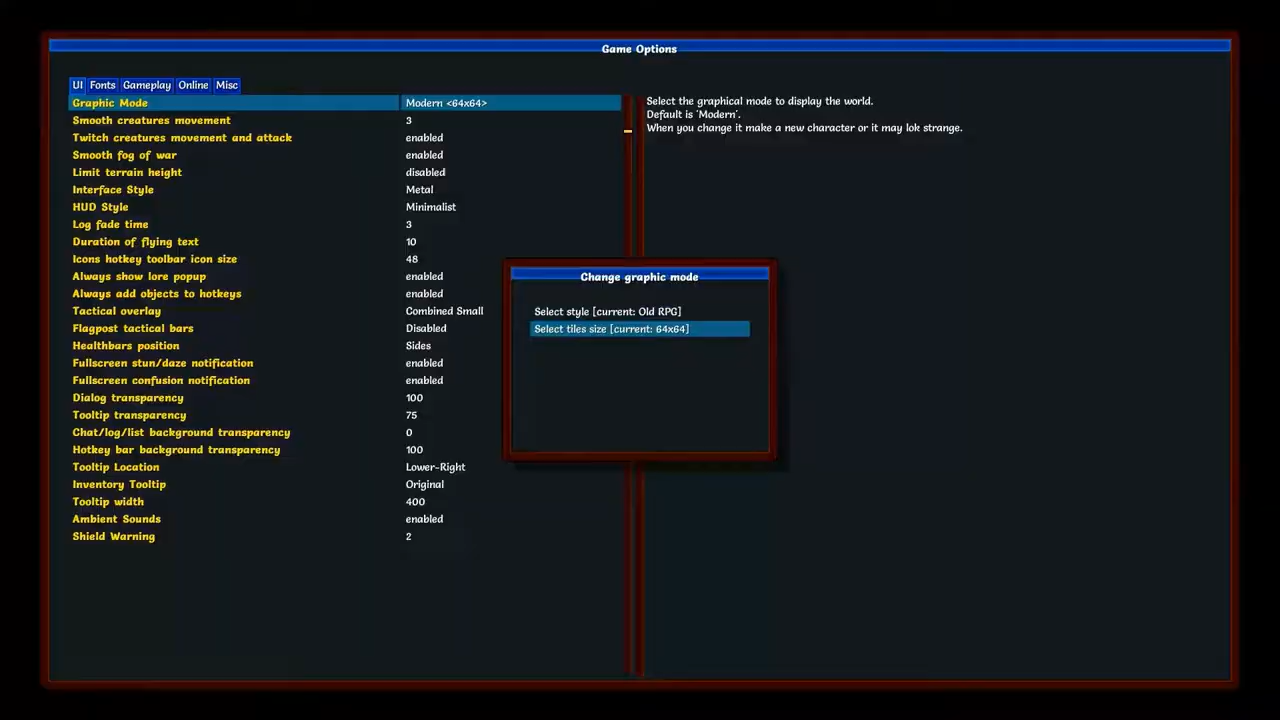 Game Options
UI Fonts Gameplay Online Misc
Graphic Mode Modern <64x64>
Smooth creatures movement 3
Twitch creatures movement and attack enabled
Smooth fog of war enabled
Limit terrain height disabled
Interface Style Metal
HUD Style Minimalist
Log fade time 3
Duration of flying text 10
Icons hotkey toolbar icon size 48
Always show lore popup enabled
Always add objects to hotkeys enabled
Tactical overlay Combined Small
Flagpost tactical bars Disabled
Healthbars position Sides
Fullscreen stun/daze notification enabled
Fullscreen confusion notification enabled
Dialog transparency 100
Tooltip transparency 75
Chat/log/list background transparency 0
Hotkey bar background transparency 100
Tooltip Location Lower-Right
Inventory Tooltip Original
Tooltip width 400
Ambient Sounds enabled
Shield Warning 2
Select the graphical mode to display the world.
Default is 'Modern'.
When you change it make a new character or it may lok strange.
Change graphic mode
Select style [current: Old RPG]
Select tiles size [current: 64x64]